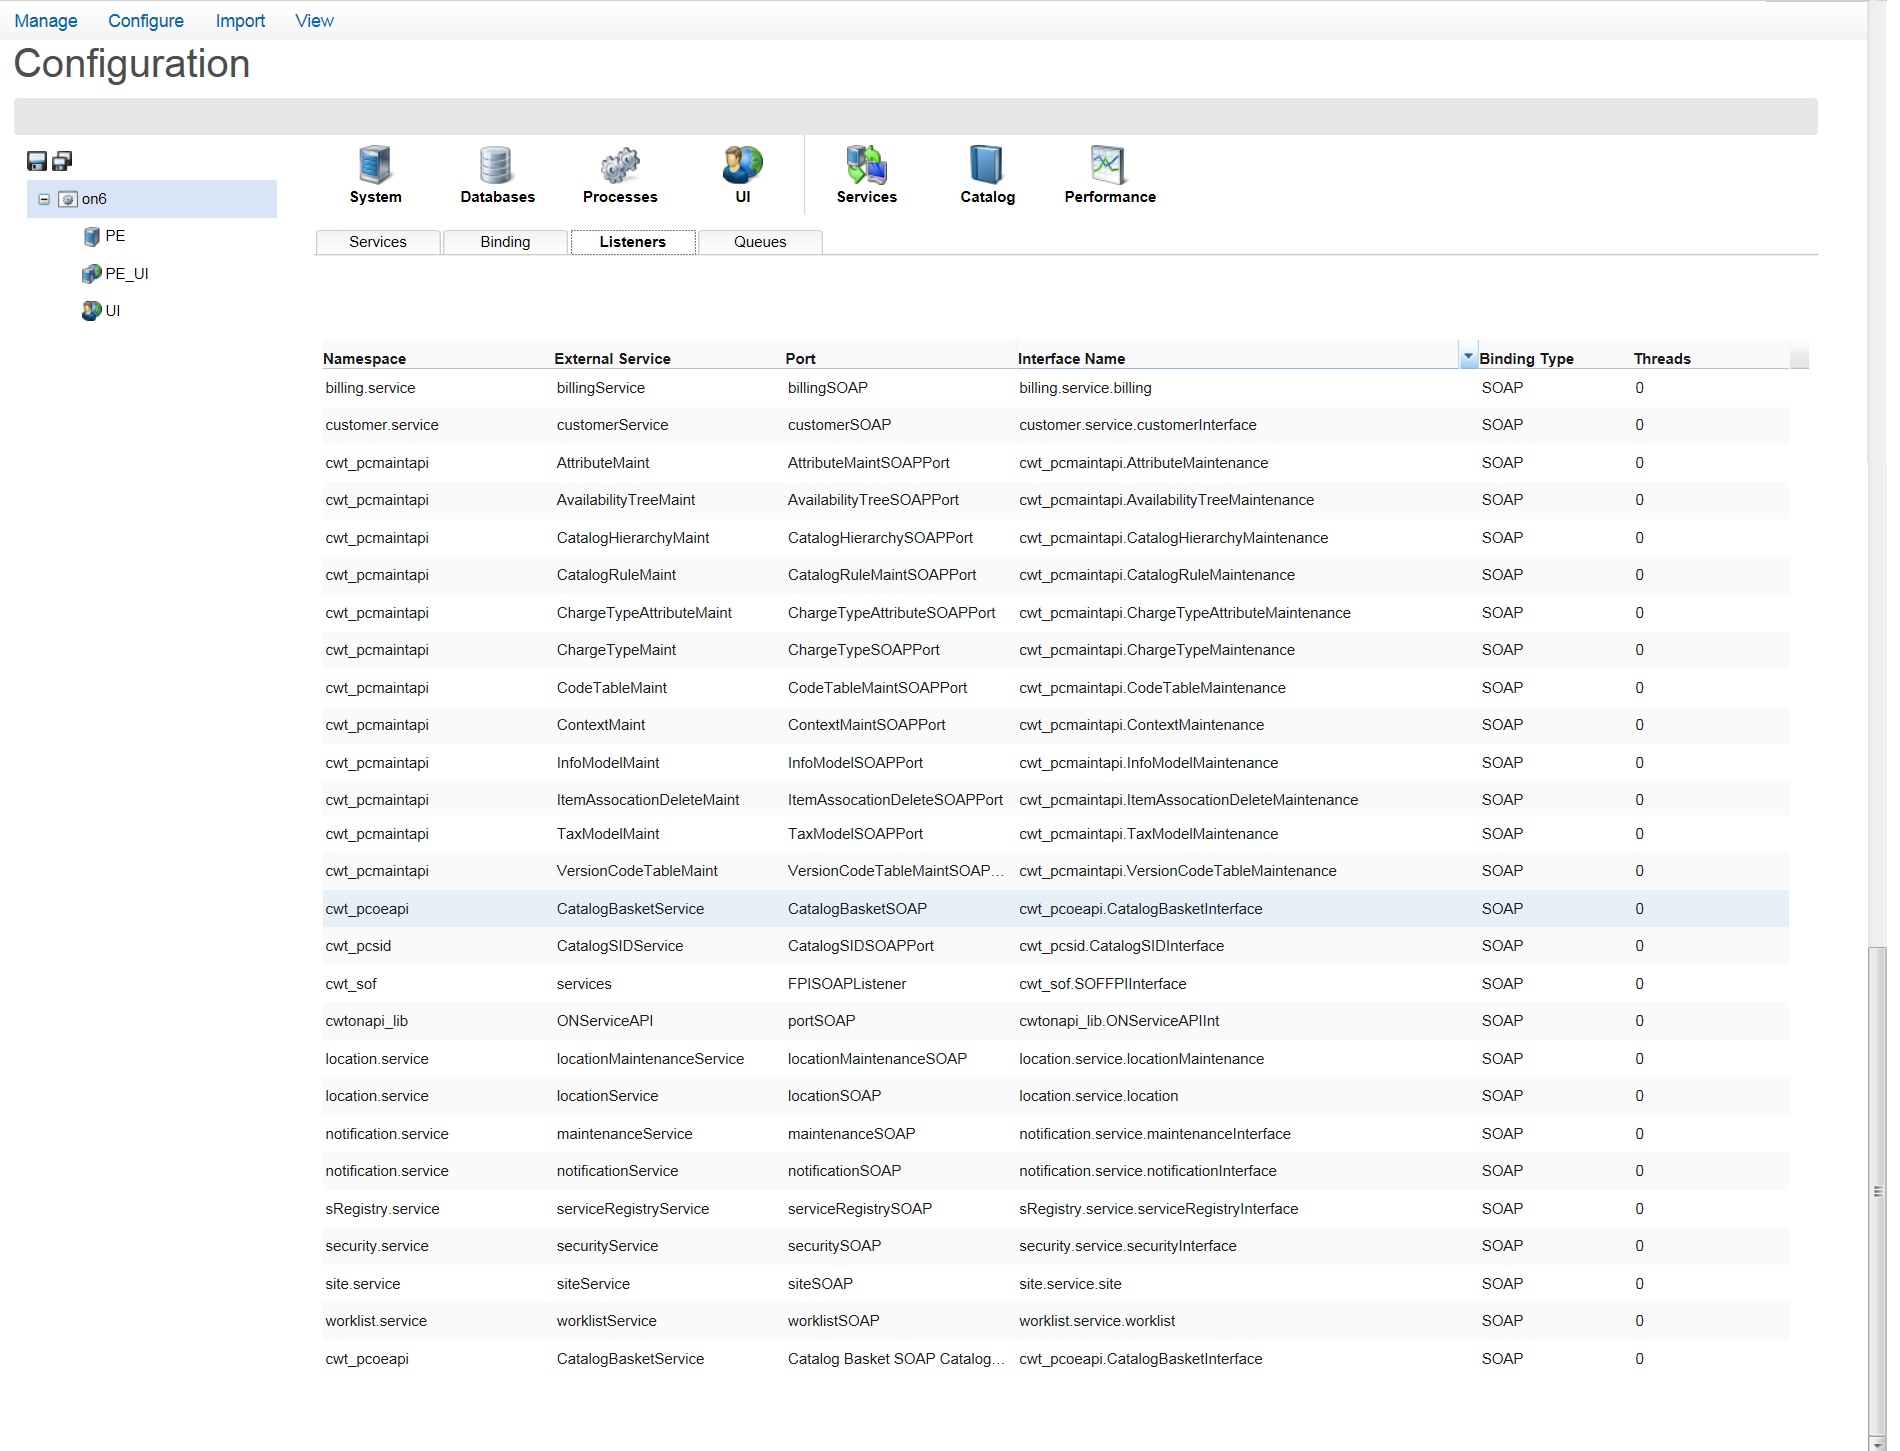 Manage Configure Import View
Configuration
on6
PE
PE_UI
UI
System Databases Processes UI Services Catalog Performance
Services Binding Listeners Queues
Namespace External Service Port Interface Name Binding Type Threads
billing.service billingService billingSOAP billing.service.billing SOAP 0
customer.service customerService customerSOAP customer.service.customerInterface SOAP 0
cwt_pcmaintapi AttributeMaint AttributeMaintSOAPPort cwt_pcmaintapi.AttributeMaintenance SOAP 0
cwt_pcmaintapi AvailabilityTreeMaint AvailabilityTreeSOAPPort cwt_pcmaintapi.AvailabilityTreeMaintenance SOAP 0
cwt_pcmaintapi CatalogHierarchyMaint CatalogHierarchySOAPPort cwt_pcmaintapi.CatalogHierarchyMaintenance SOAP 0
cwt_pcmaintapi CatalogRuleMaint CatalogRuleMaintSOAPPort cwt_pcmaintapi.CatalogRuleMaintenance SOAP 0
cwt_pcmaintapi ChargeTypeAttributeMaint ChargeTypeAttributeSOAPPort cwt_pcmaintapi.ChargeTypeAttributeMaintenance SOAP 0
cwt_pcmaintapi ChargeTypeMaint ChargeTypeSOAPPort cwt_pcmaintapi.ChargeTypeMaintenance SOAP 0
cwt_pcmaintapi CodeTableMaint CodeTableMaintSOAPPort cwt_pcmaintapi.CodeTableMaintenance SOAP 0
cwt_pcmaintapi ContextMaint ContextMaintSOAPPort cwt_pcmaintapi.ContextMaintenance SOAP 0
cwt_pcmaintapi InfoModelMaint InfoModelSOAPPort cwt_pcmaintapi.InfoModelMaintenance SOAP 0
cwt_pcmaintapi ItemAssocationDeleteMaint ItemAssocationDeleteSOAPPort cwt_pcmaintapi.ItemAssocationDeleteMaintenance SOAP 0
cwt_pcmaintapi TaxModelMaint TaxModelSOAPPort cwt_pcmaintapi.TaxModelMaintenance SOAP 0
cwt_pcmaintapi VersionCodeTableMaint VersionCodeTableMaintSOAP... cwt_pcmaintapi.VersionCodeTableMaintenance SOAP 0
cwt_pcoeapi CatalogBasketService CatalogBasketSOAP cwt_pcoeapi.CatalogBasketInterface SOAP 0
cwt_pcsid CatalogSIDService CatalogSIDSOAPPort cwt_pcsid.CatalogSIDInterface SOAP 0
cwt_sof services FPISOAPListener cwt_sof.SOFFPIInterface SOAP 0
cwtonapi_lib ONServiceAPI portSOAP cwtonapi_lib.ONServiceAPIInt SOAP 0
location.service locationMaintenanceService locationMaintenanceSOAP location.service.locationMaintenance SOAP 0
location.service locationService locationSOAP location.service.location SOAP 0
notification.service maintenanceService maintenanceSOAP notification.service.maintenanceInterface SOAP 0
notification.service notificationService notificationSOAP notification.service.notificationInterface SOAP 0
sRegistry.service serviceRegistryService serviceRegistrySOAP sRegistry.service.serviceRegistryInterface SOAP 0
security.service securityService securitySOAP security.service.securityInterface SOAP 0
site.service siteService siteSOAP site.service.site SOAP 0
worklist.service worklistService worklistSOAP worklist.service.worklist SOAP 0
cwt_pcoeapi CatalogBasketService Catalog Basket SOAP Catalog... cwt_pcoeapi.CatalogBasketInterface SOAP 0